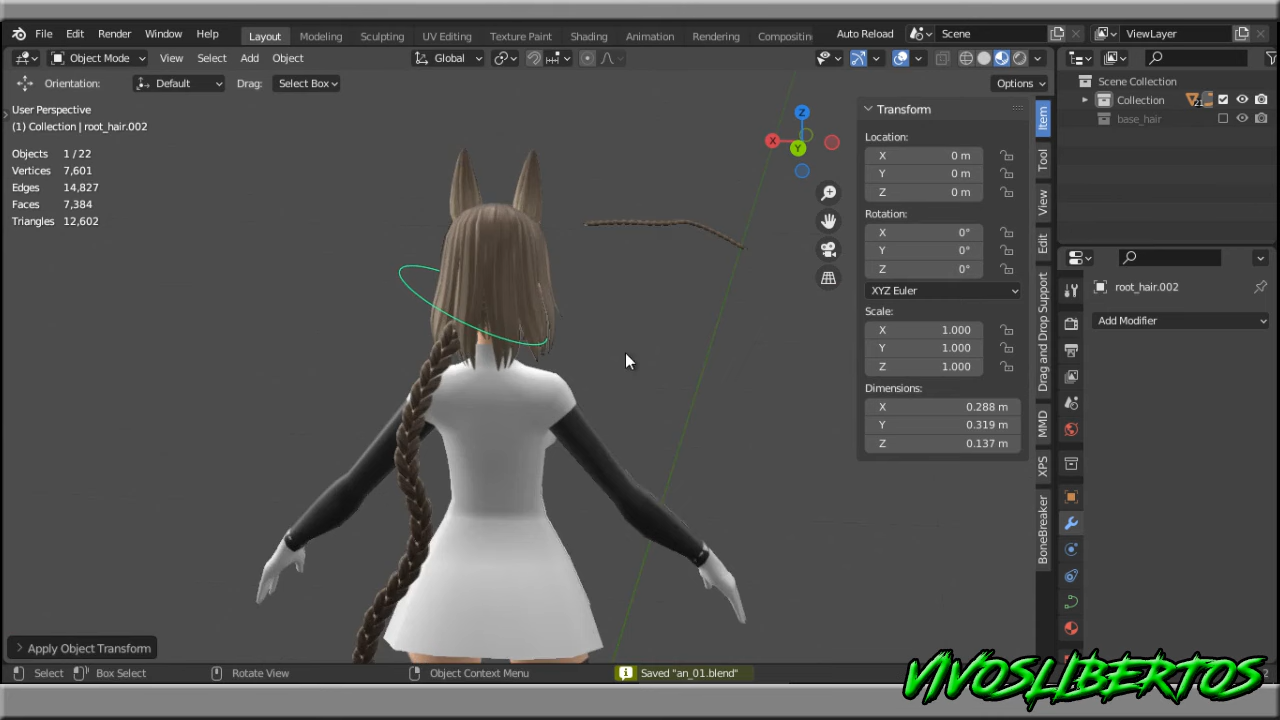 File Edit Render Window Help Layout Modeling Sculpting UV Editing Texture Paint Shading Animation Rendering Compositin Auto Reload Scene ViewLayer
Object Mode View Select Add Object Global
Orientation: Default Drag: Select Box Options
User Perspective
(1) Collection | root_hair.002
Objects 1 / 22
Vertices 7,601
Edges 14,827
Faces 7,384
Triangles 12,602
Transform
Location:
X 0 m
Y 0 m
Z 0 m
Rotation:
X 0°
Y 0°
Z 0°
XYZ Euler
Scale:
X 1.000
Y 1.000
Z 1.000
Dimensions:
X 0.288 m
Y 0.319 m
Z 0.137 m
Item
Tool
View
Edit
Drag and Drop Support
MMD
XPS
BoneBreaker
Scene Collection
Collection 21
base_hair
root_hair.002
Add Modifier
X
Y
Z
Apply Object Transform
Select Box Select Rotate View Object Context Menu Saved "an_01.blend"
VIVOSLIBERTOS